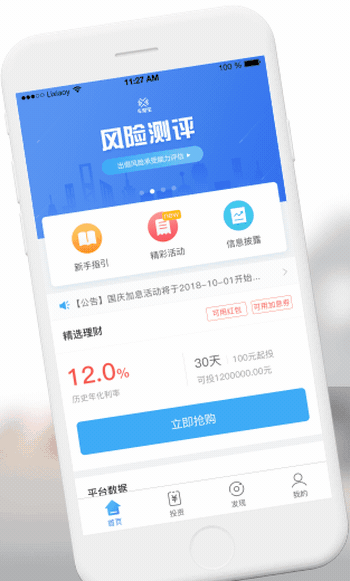 ●●●○○ Lialaoy 11:27 AM 80%
风险测评
出借风险承受能力评估 ▶
新手指引
new
精彩活动
信息披露
【公告】国庆加息活动将于2018-10-01开始...
精选理财
可用红包 可用加息券
12.0%
历史年化利率
30天 100元起投
可投1200000.00元
立即抢购
平台数据
首页
投资
发现
我的